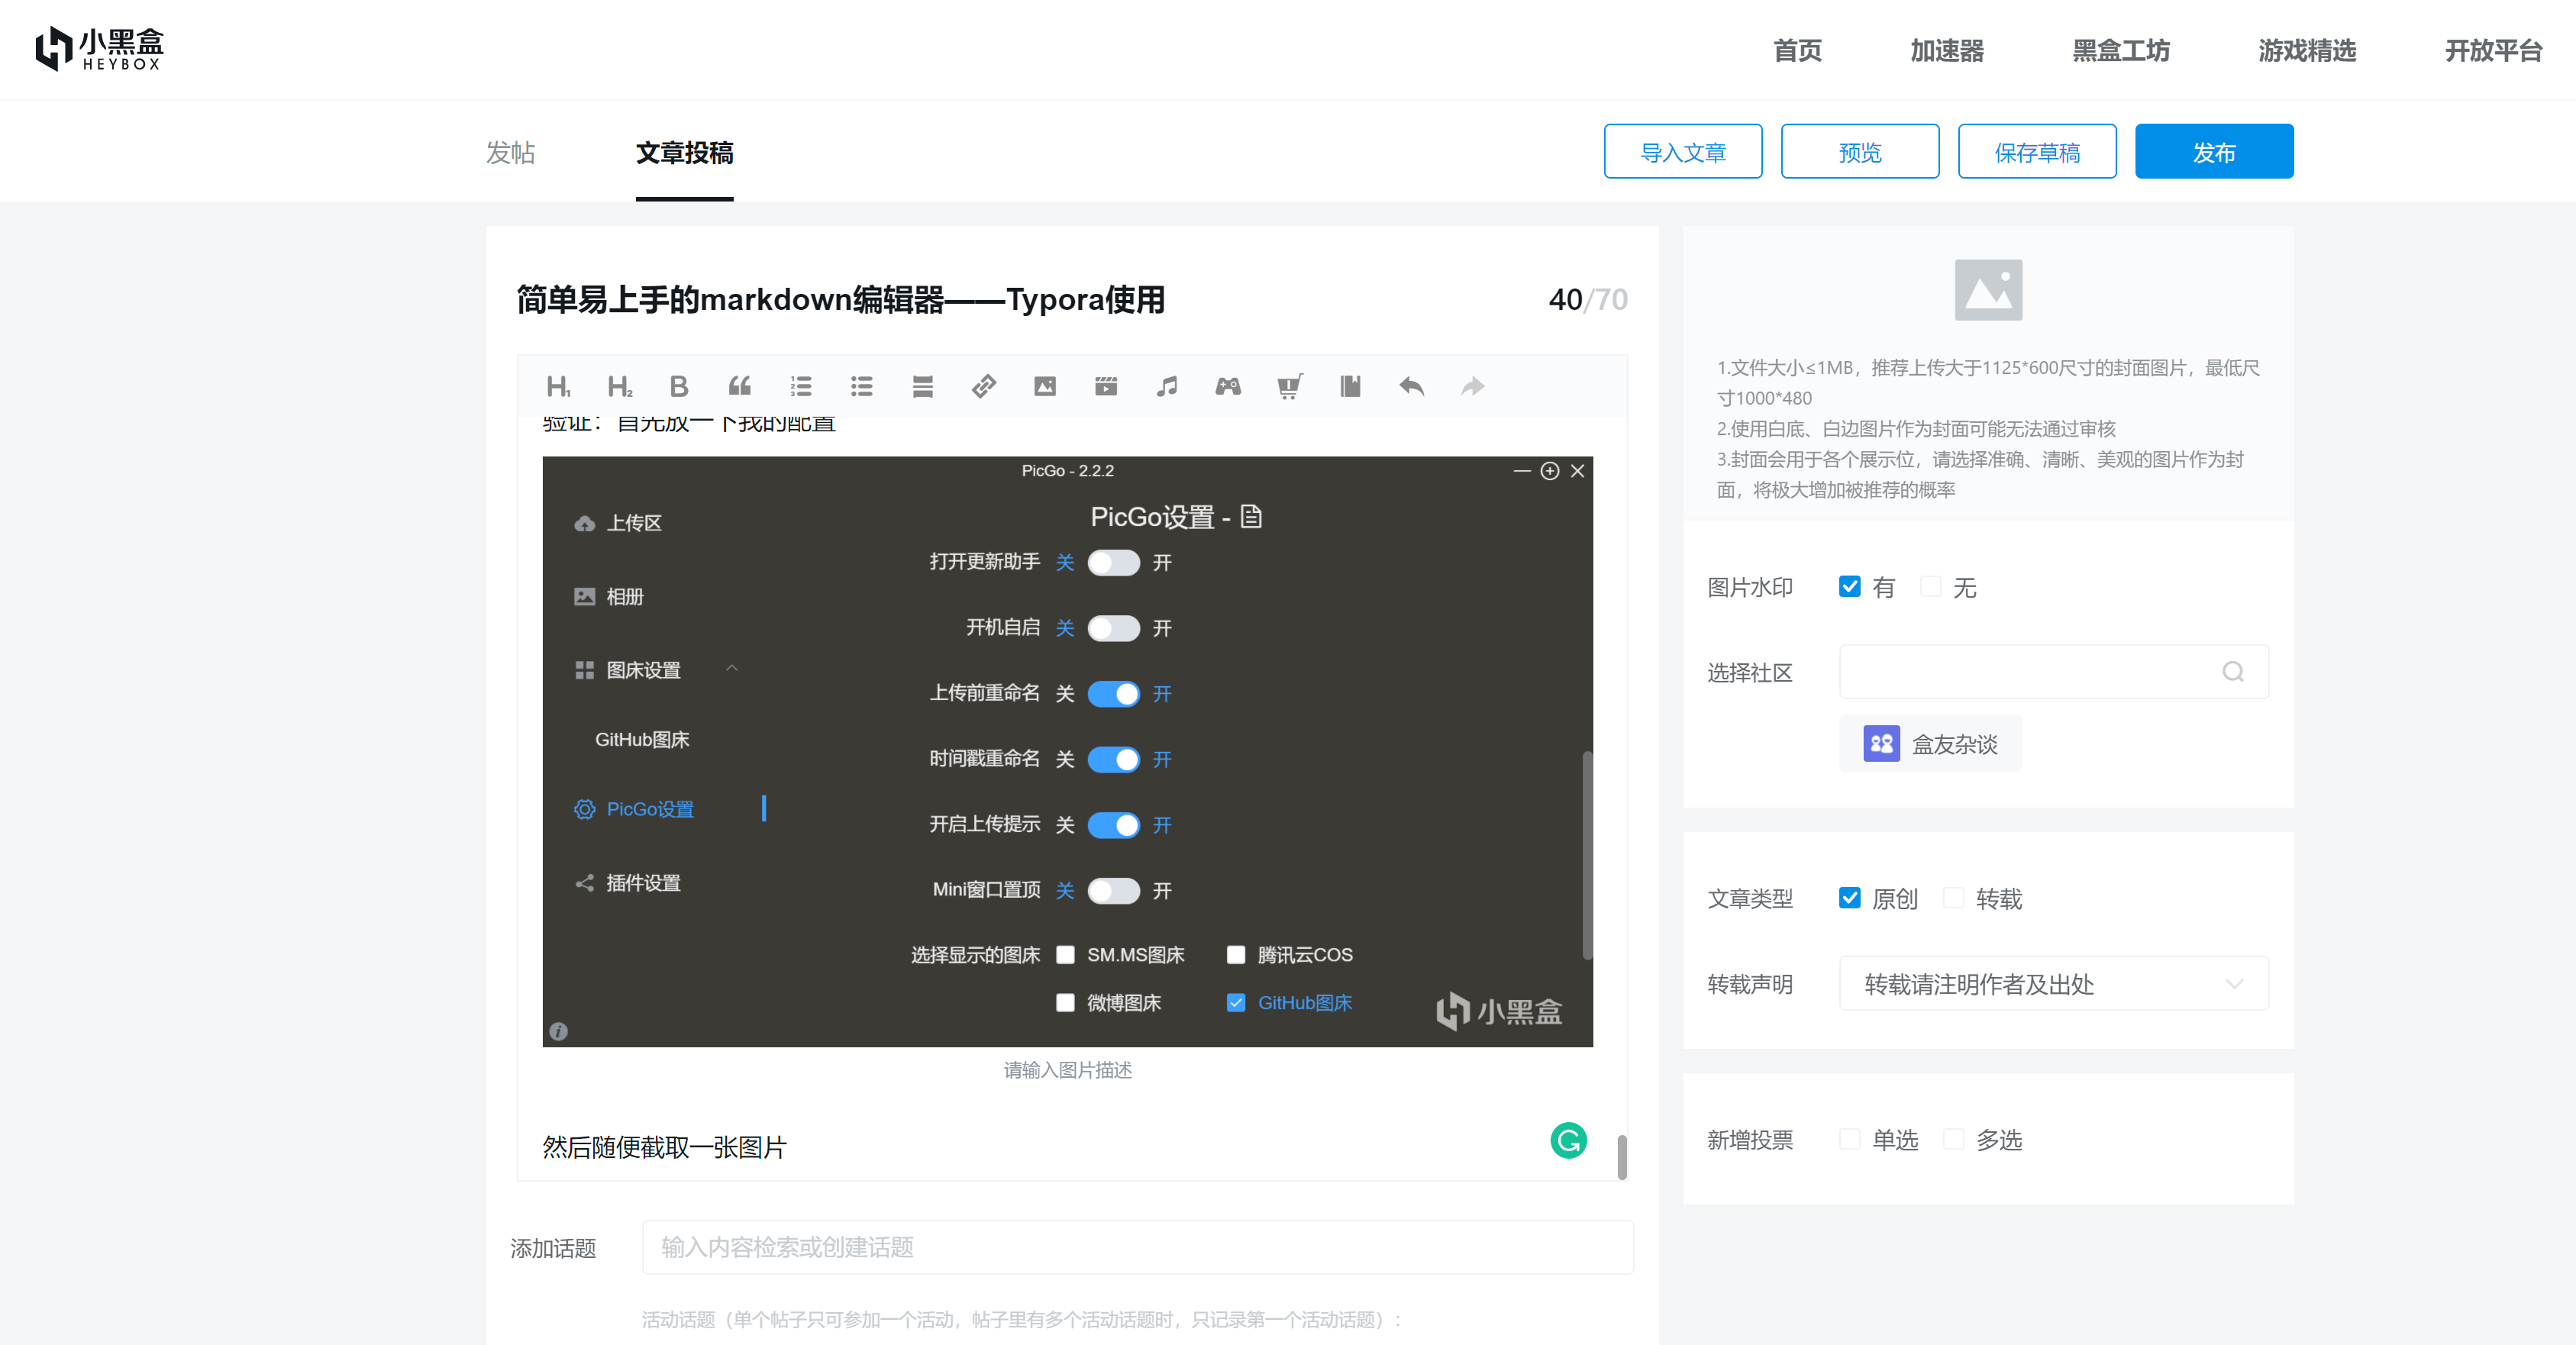 小黑盒
HEYBOX
首页
加速器
黑盒工坊
游戏精选
开放平台
发帖
文章投稿
导入文章
预览
保存草稿
发布
简单易上手的markdown编辑器——Typora使用
40/70
H1 H2 B
验证：首先放一下我的配置
PicGo - 2.2.2
上传区
相册
图床设置
GitHub图床
PicGo设置
插件设置
PicGo设置 -
打开更新助手 关 开
开机自启 关 开
上传前重命名 关 开
时间戳重命名 关 开
开启上传提示 关 开
Mini窗口置顶 关 开
选择显示的图床 SM.MS图床 腾讯云COS
微博图床 GitHub图床
小黑盒
请输入图片描述
然后随便截取一张图片
添加话题
输入内容检索或创建话题
活动话题（单个帖子只可参加一个活动，帖子里有多个活动话题时，只记录第一个活动话题）:
1.文件大小≤1MB，推荐上传大于1125*600尺寸的封面图片，最低尺
寸1000*480
2.使用白底、白边图片作为封面可能无法通过审核
3.封面会用于各个展示位，请选择准确、清晰、美观的图片作为封
面，将极大增加被推荐的概率
图片水印 有 无
选择社区
盒友杂谈
文章类型 原创 转载
转载声明 转载请注明作者及出处
新增投票 单选 多选